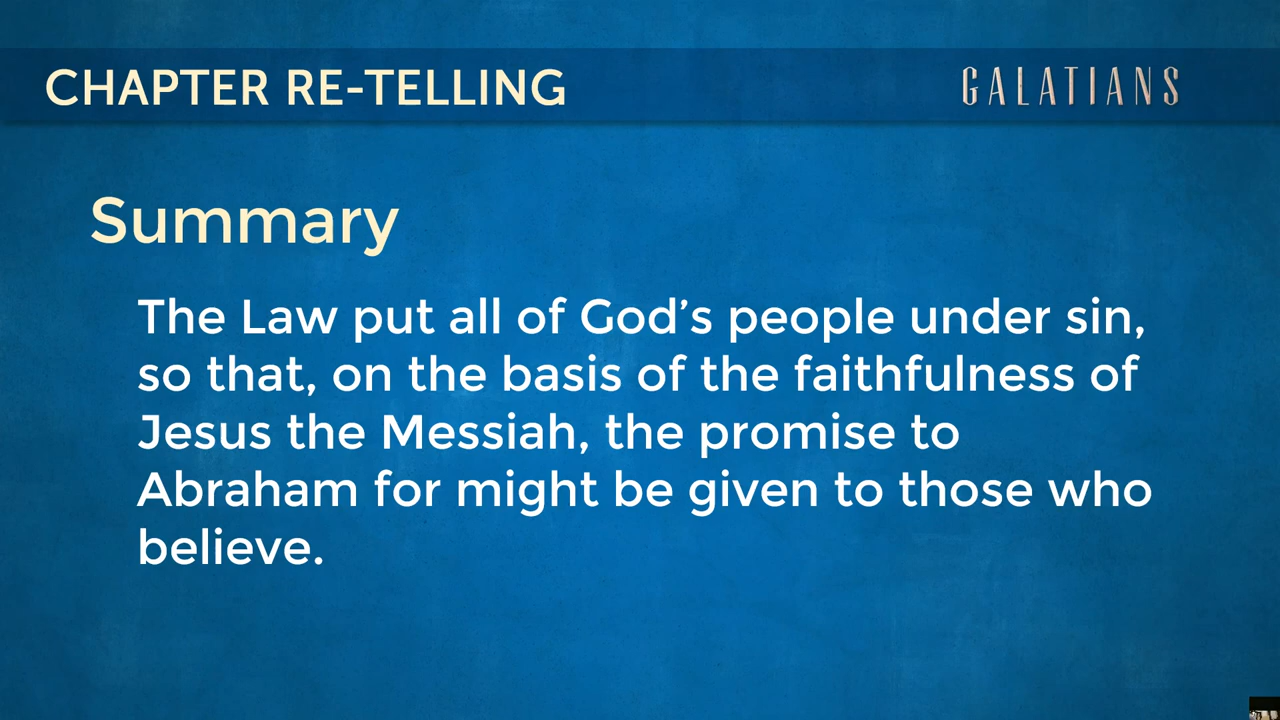 CHAPTER RE-TELLING
GALATIANS
Summary
The Law put all of God’s people under sin,
so that, on the basis of the faithfulness of
Jesus the Messiah, the promise to
Abraham for might be given to those who
believe.